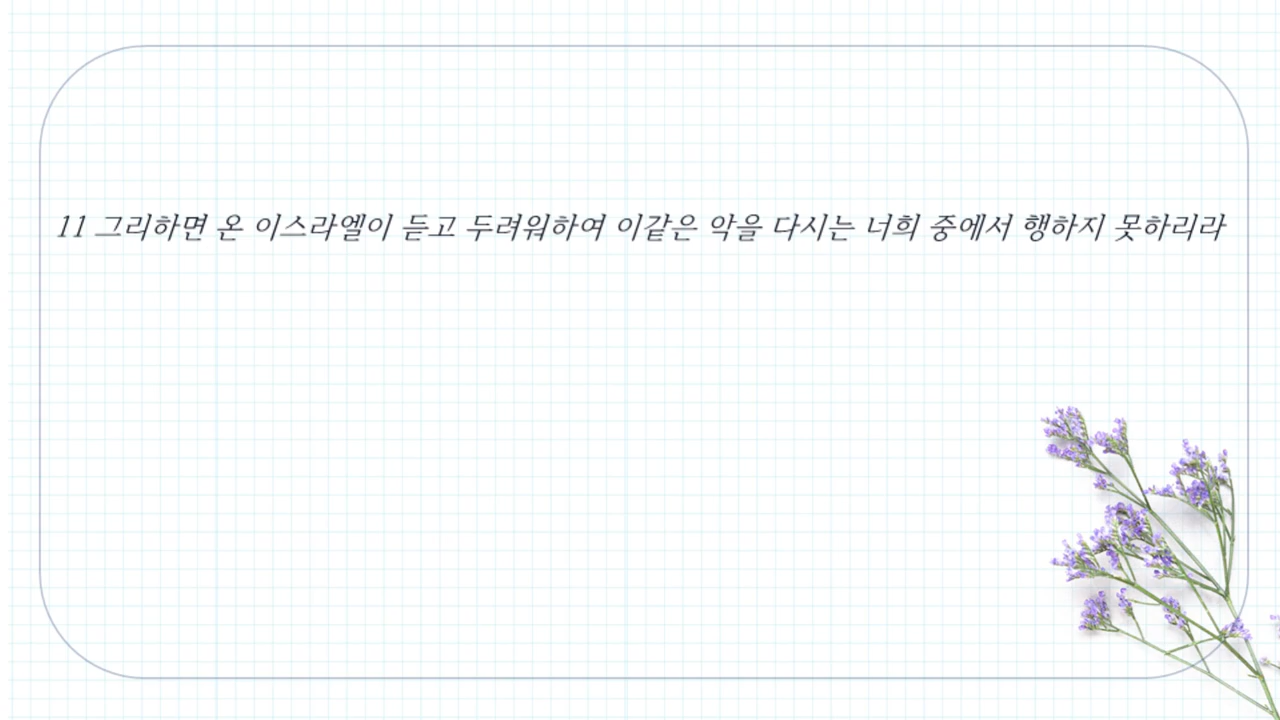 11 그리하면 온 이스라엘이 듣고 두려워하여 이같은 악을 다시는 너희 중에서 행하지 못하리라